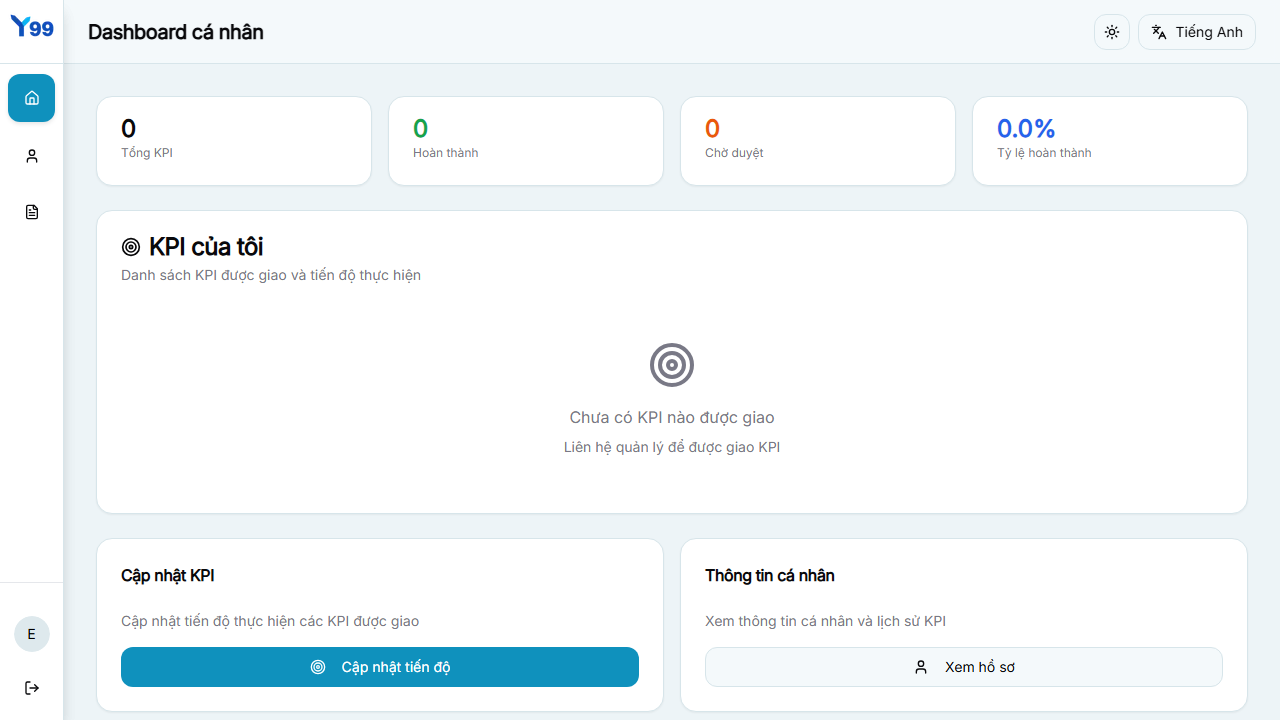 Y99
Dashboard cá nhân
Tiếng Anh
0
Tổng KPI
0
Hoàn thành
0
Chờ duyệt
0.0%
Tỷ lệ hoàn thành
KPI của tôi
Danh sách KPI được giao và tiến độ thực hiện
Chưa có KPI nào được giao
Liên hệ quản lý để được giao KPI
Cập nhật KPI
Cập nhật tiến độ thực hiện các KPI được giao
Cập nhật tiến độ
Thông tin cá nhân
Xem thông tin cá nhân và lịch sử KPI
Xem hồ sơ
E